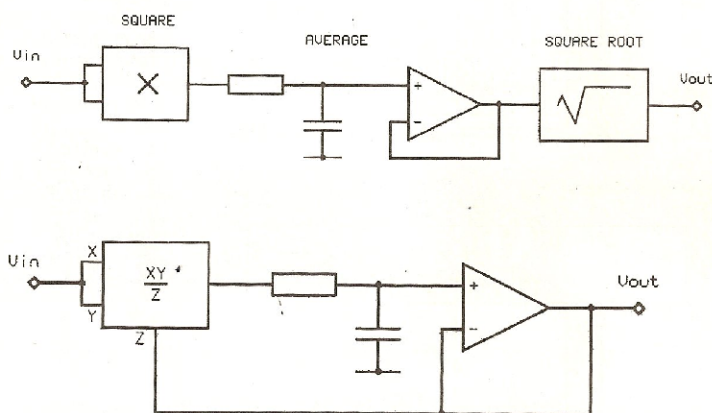 SQUARE
AVERAGE
SQUARE ROOT
Vin
×
+
−
√
Vout
Vin
X
Y
XY
Z
Z
+
−
Vout